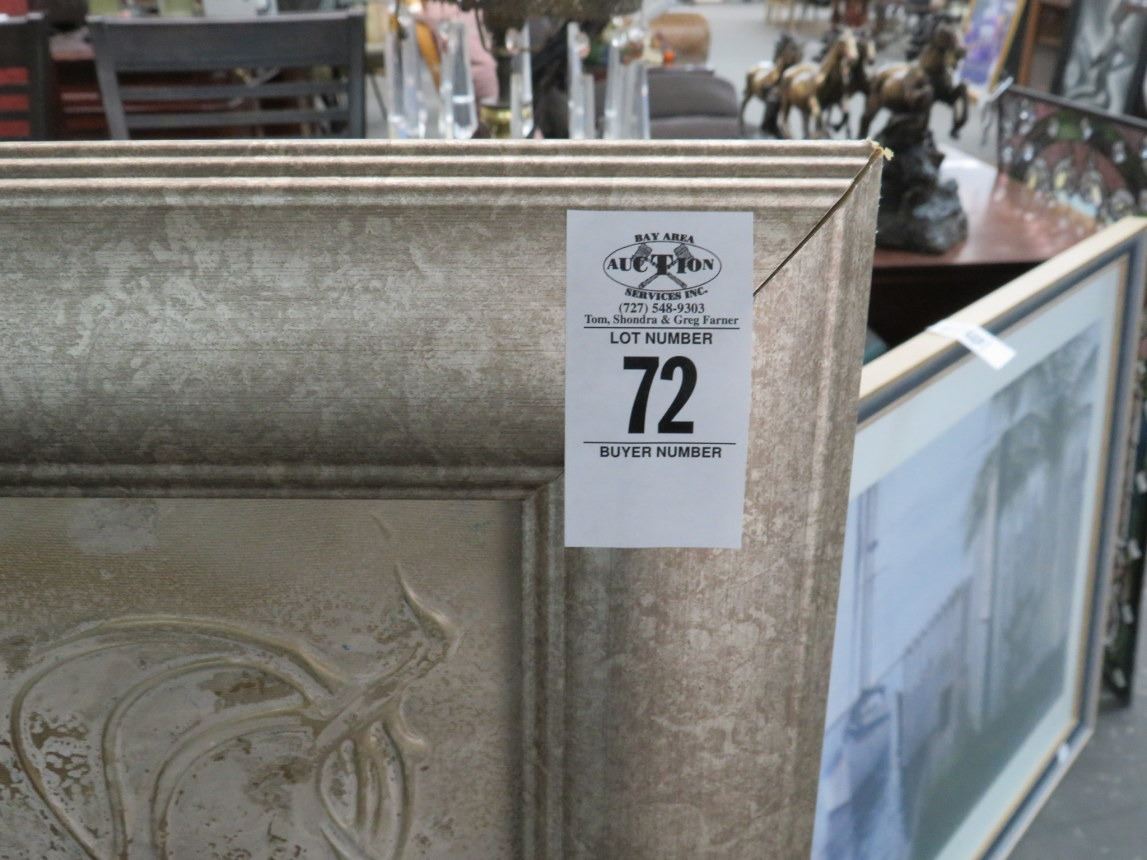 BAY AREA
AUCTION
SERVICES INC.
(727) 548-9303
Tom, Shondra & Greg Farner
LOT NUMBER
72
BUYER NUMBER